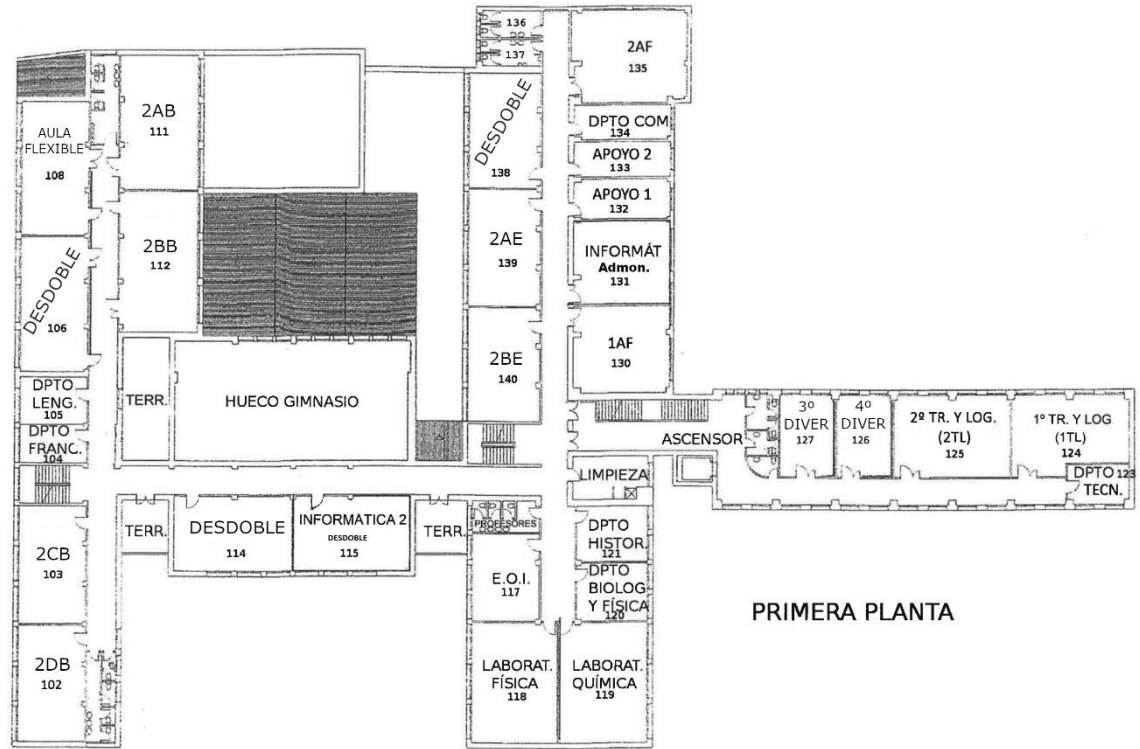 136
137
2AF
135
2AB
111
AULA
FLEXIBLE
108
DESDOBLE
138
DPTO COM
134
APOYO 2
133
APOYO 1
132
2BB
112
2AE
139
INFORMÁT
Admon.
131
DESDOBLE
106
1AF
130
2BE
140
DPTO
LENG.
105
TERR.
HUECO GIMNASIO
DPTO
FRANC.
104
ASCENSOR
3º
DIVER
127
4º
DIVER
126
2º TR. Y LOG.
(2TL)
125
1º TR. Y LOG
(1TL)
124
DPTO 123
TECN.
LIMPIEZA
TERR.
DESDOBLE
114
INFORMATICA 2
DESDOBLE
115
TERR.
PROFESORES
DPTO
HISTOR.
121
2CB
103
E.O.I.
117
DPTO
BIOLOG
Y FÍSICA
120
PRIMERA PLANTA
2DB
102
LABORAT.
FÍSICA
118
LABORAT.
QUÍMICA
119